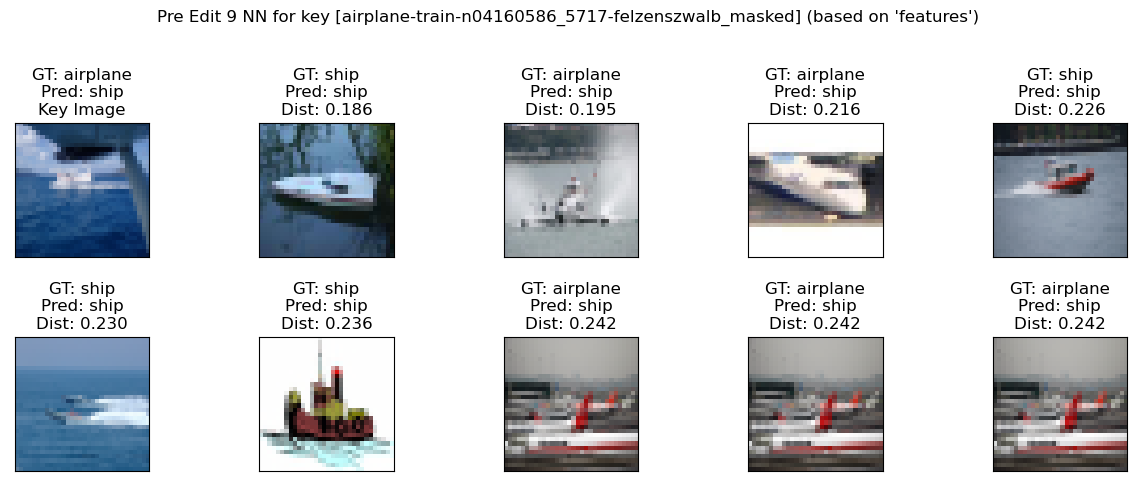 Pre Edit 9 NN for key [airplane-train-n04160586_5717-felzenszwalb_masked] (based on 'features')
GT: airplane
Pred: ship
Key Image
GT: ship
Pred: ship
Dist: 0.186
GT: airplane
Pred: ship
Dist: 0.195
GT: airplane
Pred: ship
Dist: 0.216
GT: ship
Pred: ship
Dist: 0.226
GT: ship
Pred: ship
Dist: 0.230
GT: ship
Pred: ship
Dist: 0.236
GT: airplane
Pred: ship
Dist: 0.242
GT: airplane
Pred: ship
Dist: 0.242
GT: airplane
Pred: ship
Dist: 0.242